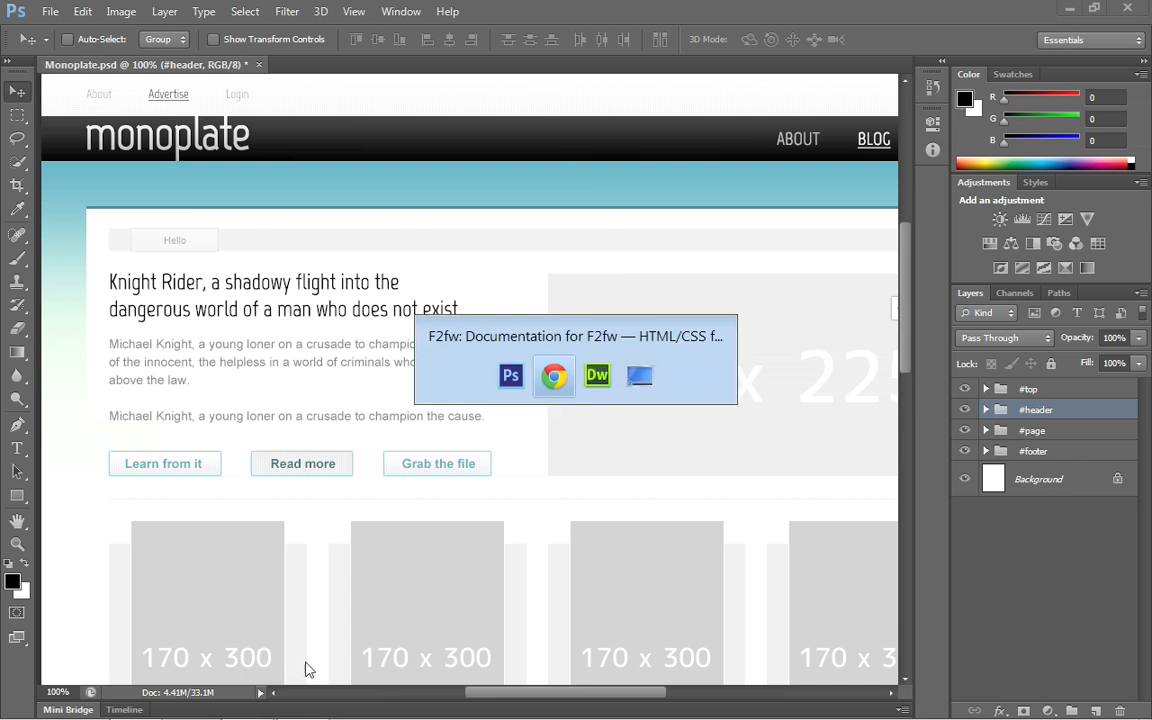 Ps File Edit Image Layer Type Select Filter 3D View Window Help
Auto-Select: Group Show Transform Controls 3D Mode: Essentials
Monoplate.psd @ 100% (#header, RGB/8) * ×
About Advertise Login
monoplate ABOUT BLOG
Hello
Knight Rider, a shadowy flight into the
dangerous world of a man who does not exist
Michael Knight, a young loner on a crusade to champion
of the innocent, the helpless in a world of criminals who
above the law.
Michael Knight, a young loner on a crusade to champion the cause.
Learn from it Read more Grab the file
x 225
170 x 300 170 x 300 170 x 300 170 x 3
F2fw: Documentation for F2fw — HTML/CSS f...
Ps Dw
100% Doc: 4.41M/33.1M
Mini Bridge Timeline
Color Swatches
R 0
G 0
B 0
Adjustments Styles
Add an adjustment
Layers Channels Paths
Kind
Pass Through Opacity: 100%
Lock: Fill: 100%
#top
#header
#page
#footer
Background